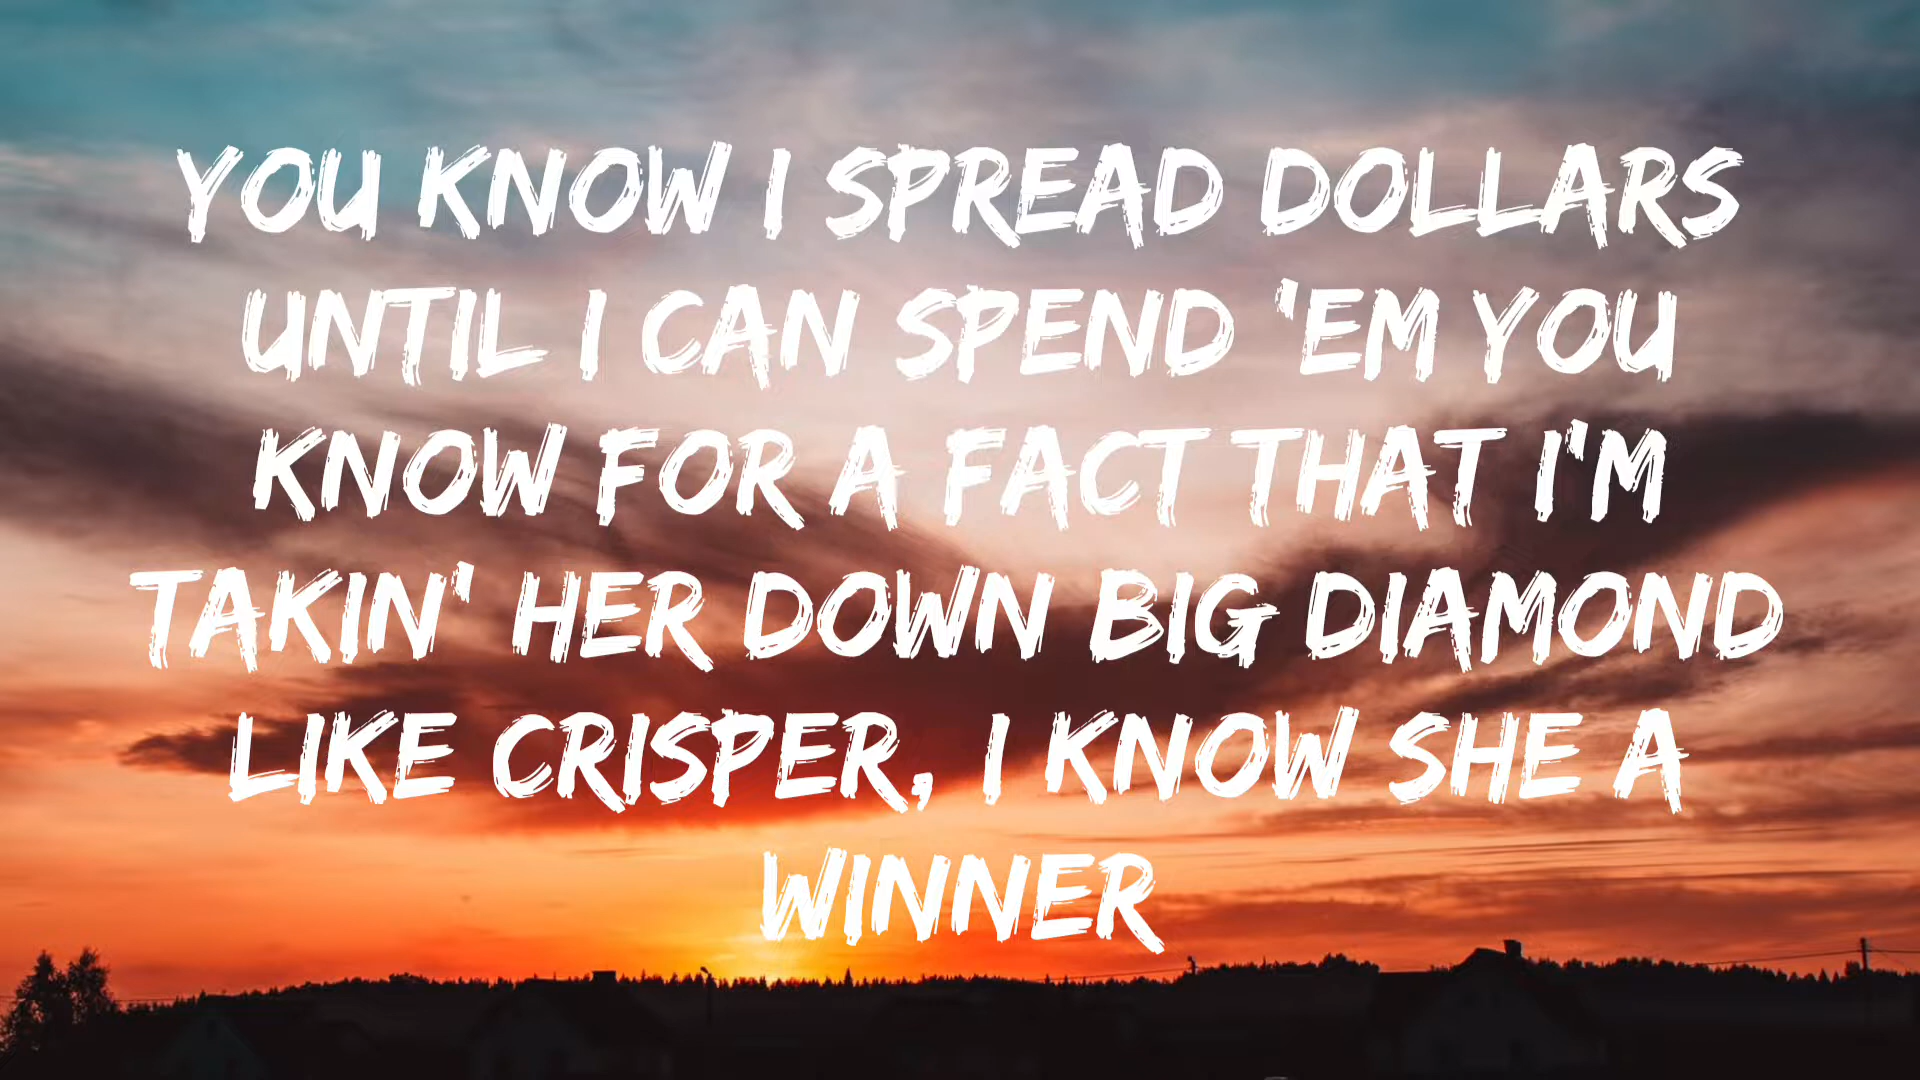 YOU KNOW I SPREAD DOLLARS
UNTIL I CAN SPEND 'EM YOU
KNOW FOR A FACT THAT I'M
TAKIN' HER DOWN BIG DIAMOND
LIKE CRISPER, I KNOW SHE A
WINNER